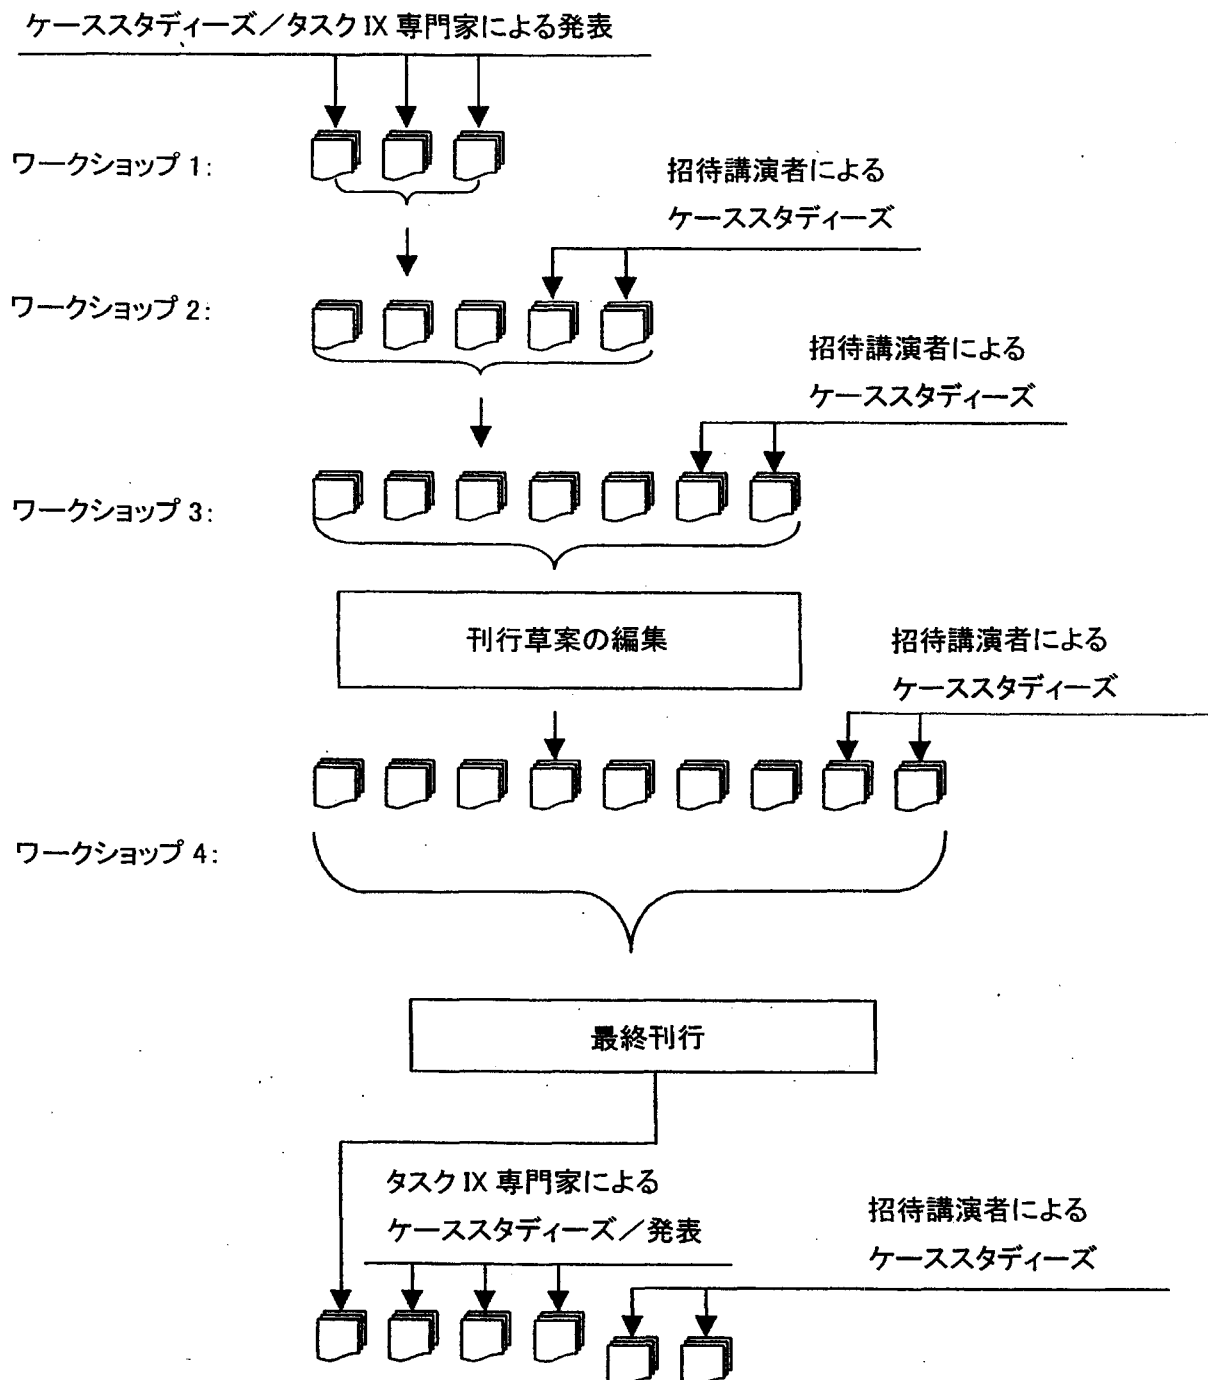 ケーススタディーズ／タスク IX 専門家による発表
ワークショップ 1:
招待講演者による
ケーススタディーズ
ワークショップ 2:
招待講演者による
ケーススタディーズ
ワークショップ 3:
刊行草案の編集
招待講演者による
ケーススタディーズ
ワークショップ 4:
最終刊行
タスク IX 専門家による
ケーススタディーズ／発表
招待講演者による
ケーススタディーズ